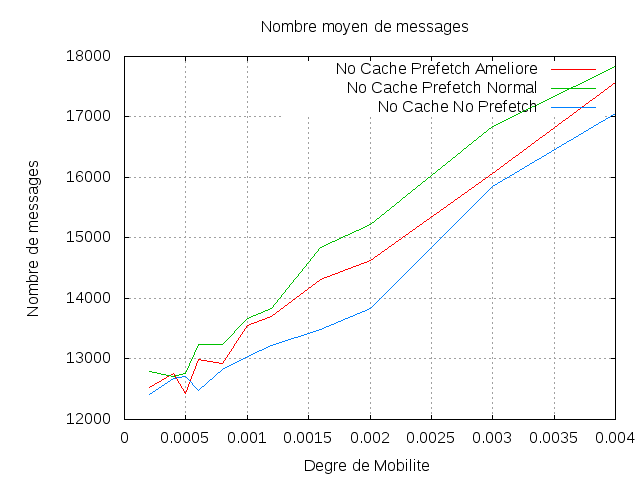 Nombre moyen de messages
18000
17000
16000
15000
14000
13000
12000
Nombre de messages
No Cache Prefetch Ameliore
No Cache Prefetch Normal
No Cache No Prefetch
0 0.0005 0.001 0.0015 0.002 0.0025 0.003 0.0035 0.004
Degre de Mobilite